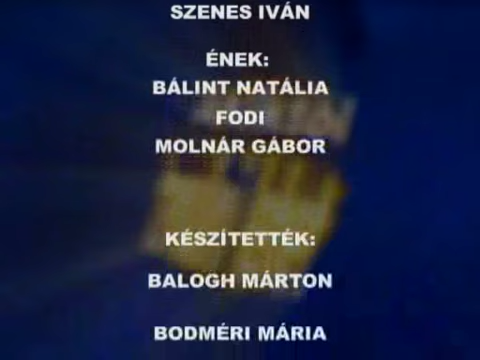 SZENES IVÁN
ÉNEK:
BÁLINT NATÁLIA
FODI
MOLNÁR GÁBOR
KÉSZÍTETTÉK:
BALOGH MÁRTON
BODMÉRI MÁRIA